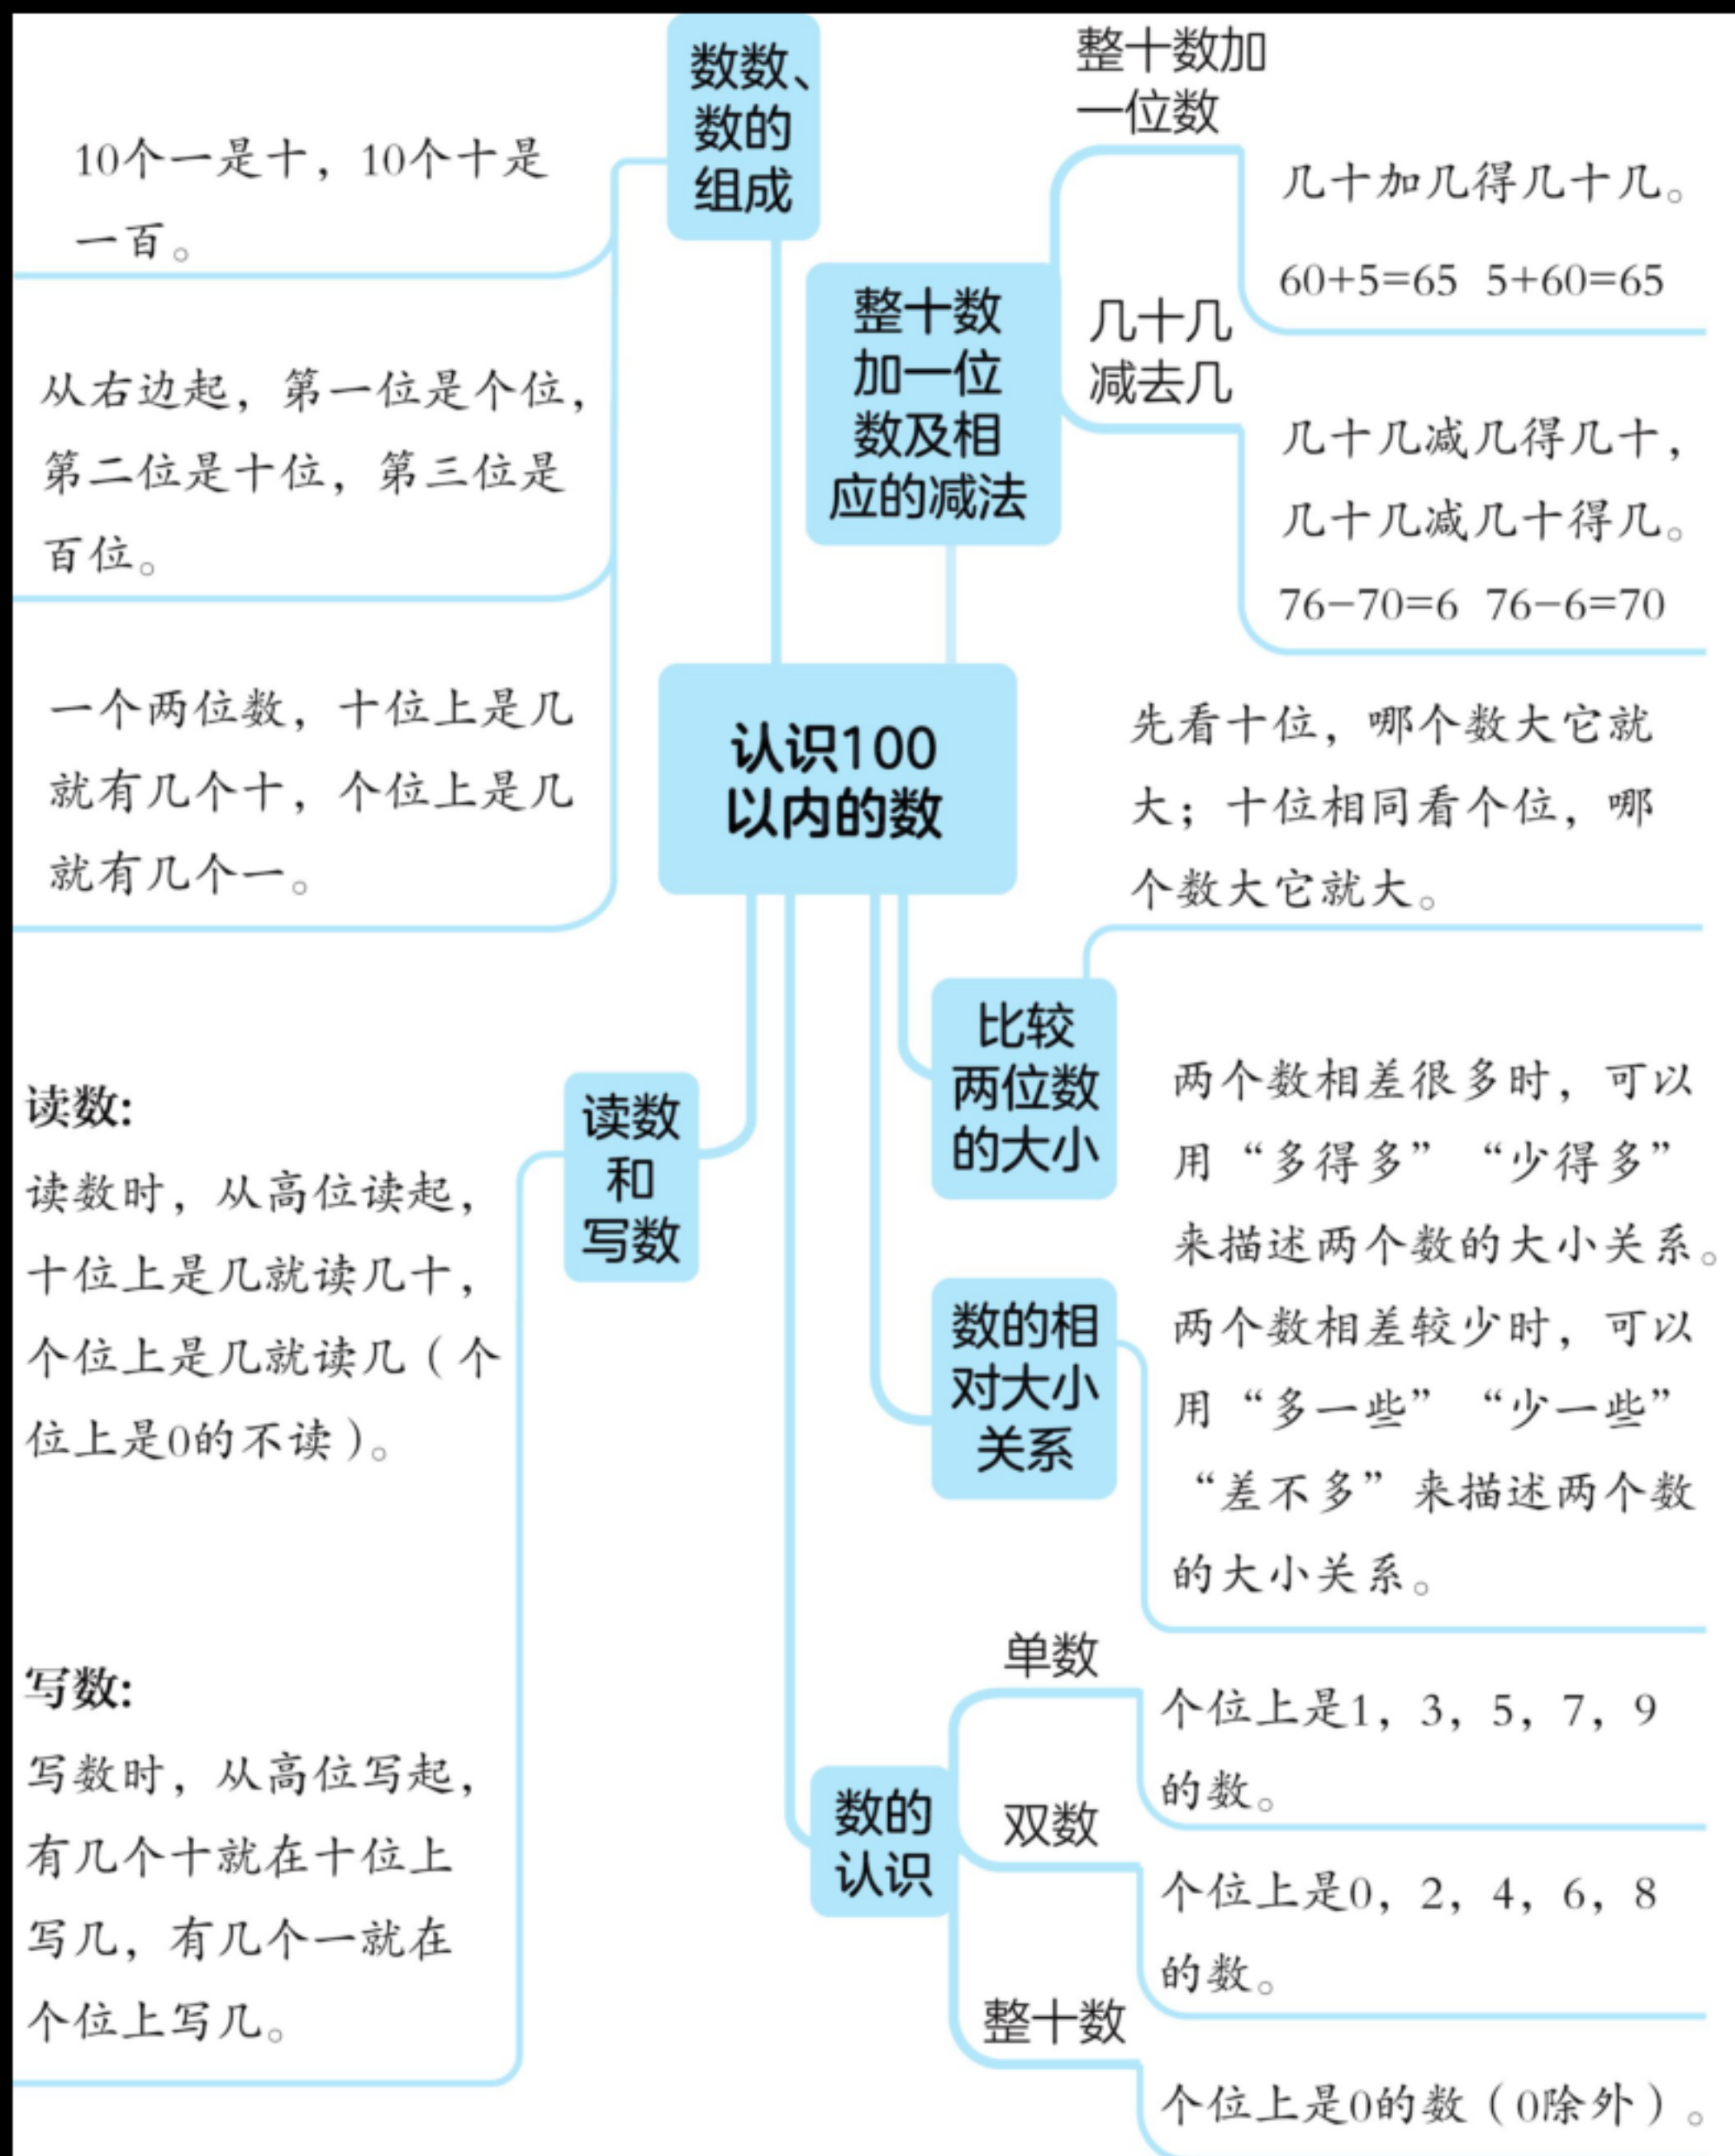 数数、
数的
组成
10个一是十，10个十是
一百。
从右边起，第一位是个位，
第二位是十位，第三位是
百位。
一个两位数，十位上是几
就有几个十，个位上是几
就有几个一。
整十数
加一位
数及相
应的减法
整十数加
一位数
几十加几得几十几。
60+5=65 5+60=65
几十几
减去几
几十几减几得几十，
几十几减几十得几。
76-70=6 76-6=70
认识100
以内的数
先看十位，哪个数大它就
大；十位相同看个位，哪
个数大它就大。
比较
两位数
的大小
两个数相差很多时，可以
用“多得多”“少得多”
来描述两个数的大小关系。
两个数相差较少时，可以
用“多一些”“少一些”
“差不多”来描述两个数
的大小关系。
数的相
对大小
关系
读数
和
写数
读数:
读数时，从高位读起，
十位上是几就读几十，
个位上是几就读几（个
位上是0的不读）。
写数:
写数时，从高位写起，
有几个十就在十位上
写几，有几个一就在
个位上写几。
数的
认识
单数
个位上是1，3，5，7，9
的数。
双数
个位上是0，2，4，6，8
的数。
整十数
个位上是0的数（0除外）。